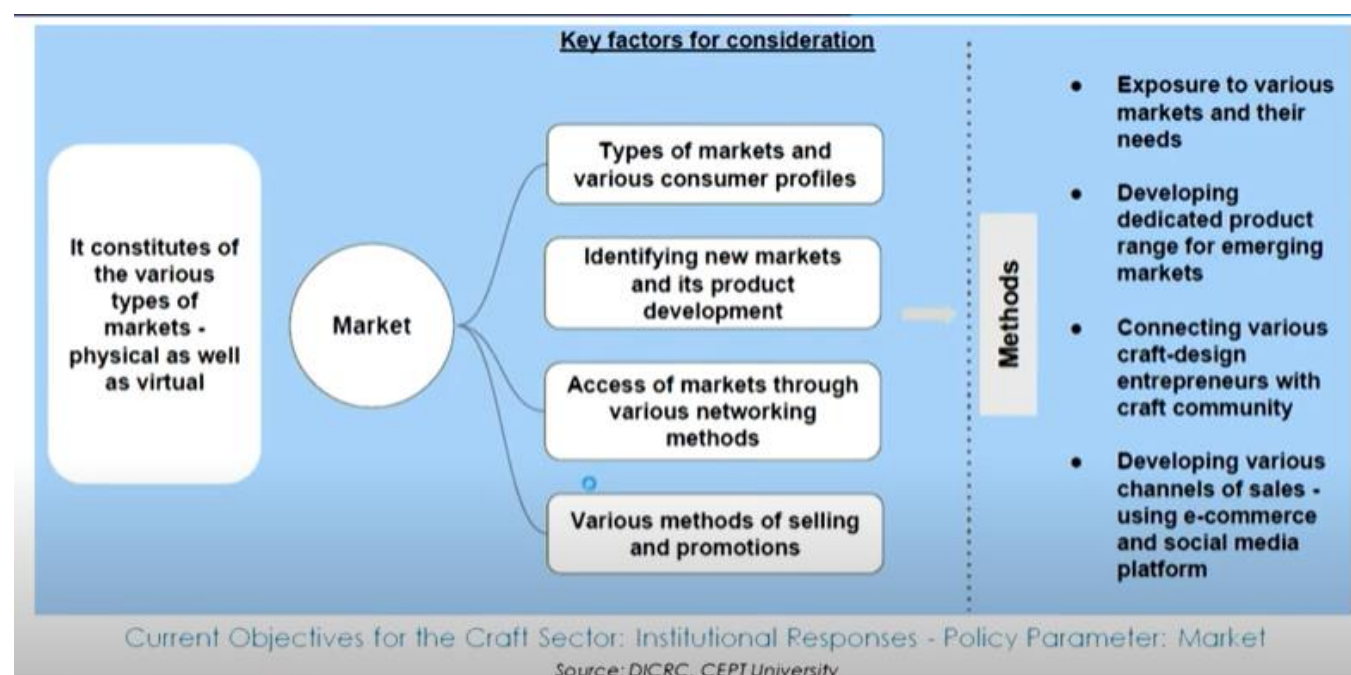 Key factors for consideration
It constitutes of
the various
types of
markets -
physical as well
as virtual
Market
Types of markets and
various consumer profiles
Identifying new markets
and its product
development
Access of markets through
various networking
methods
Various methods of selling
and promotions
Methods
● Exposure to various
markets and their
needs
● Developing
dedicated product
range for emerging
markets
● Connecting various
craft-design
entrepreneurs with
craft community
● Developing various
channels of sales -
using e-commerce
and social media
platform
Current Objectives for the Craft Sector: Institutional Responses - Policy Parameter: Market
Source: DICRC, CEPT University